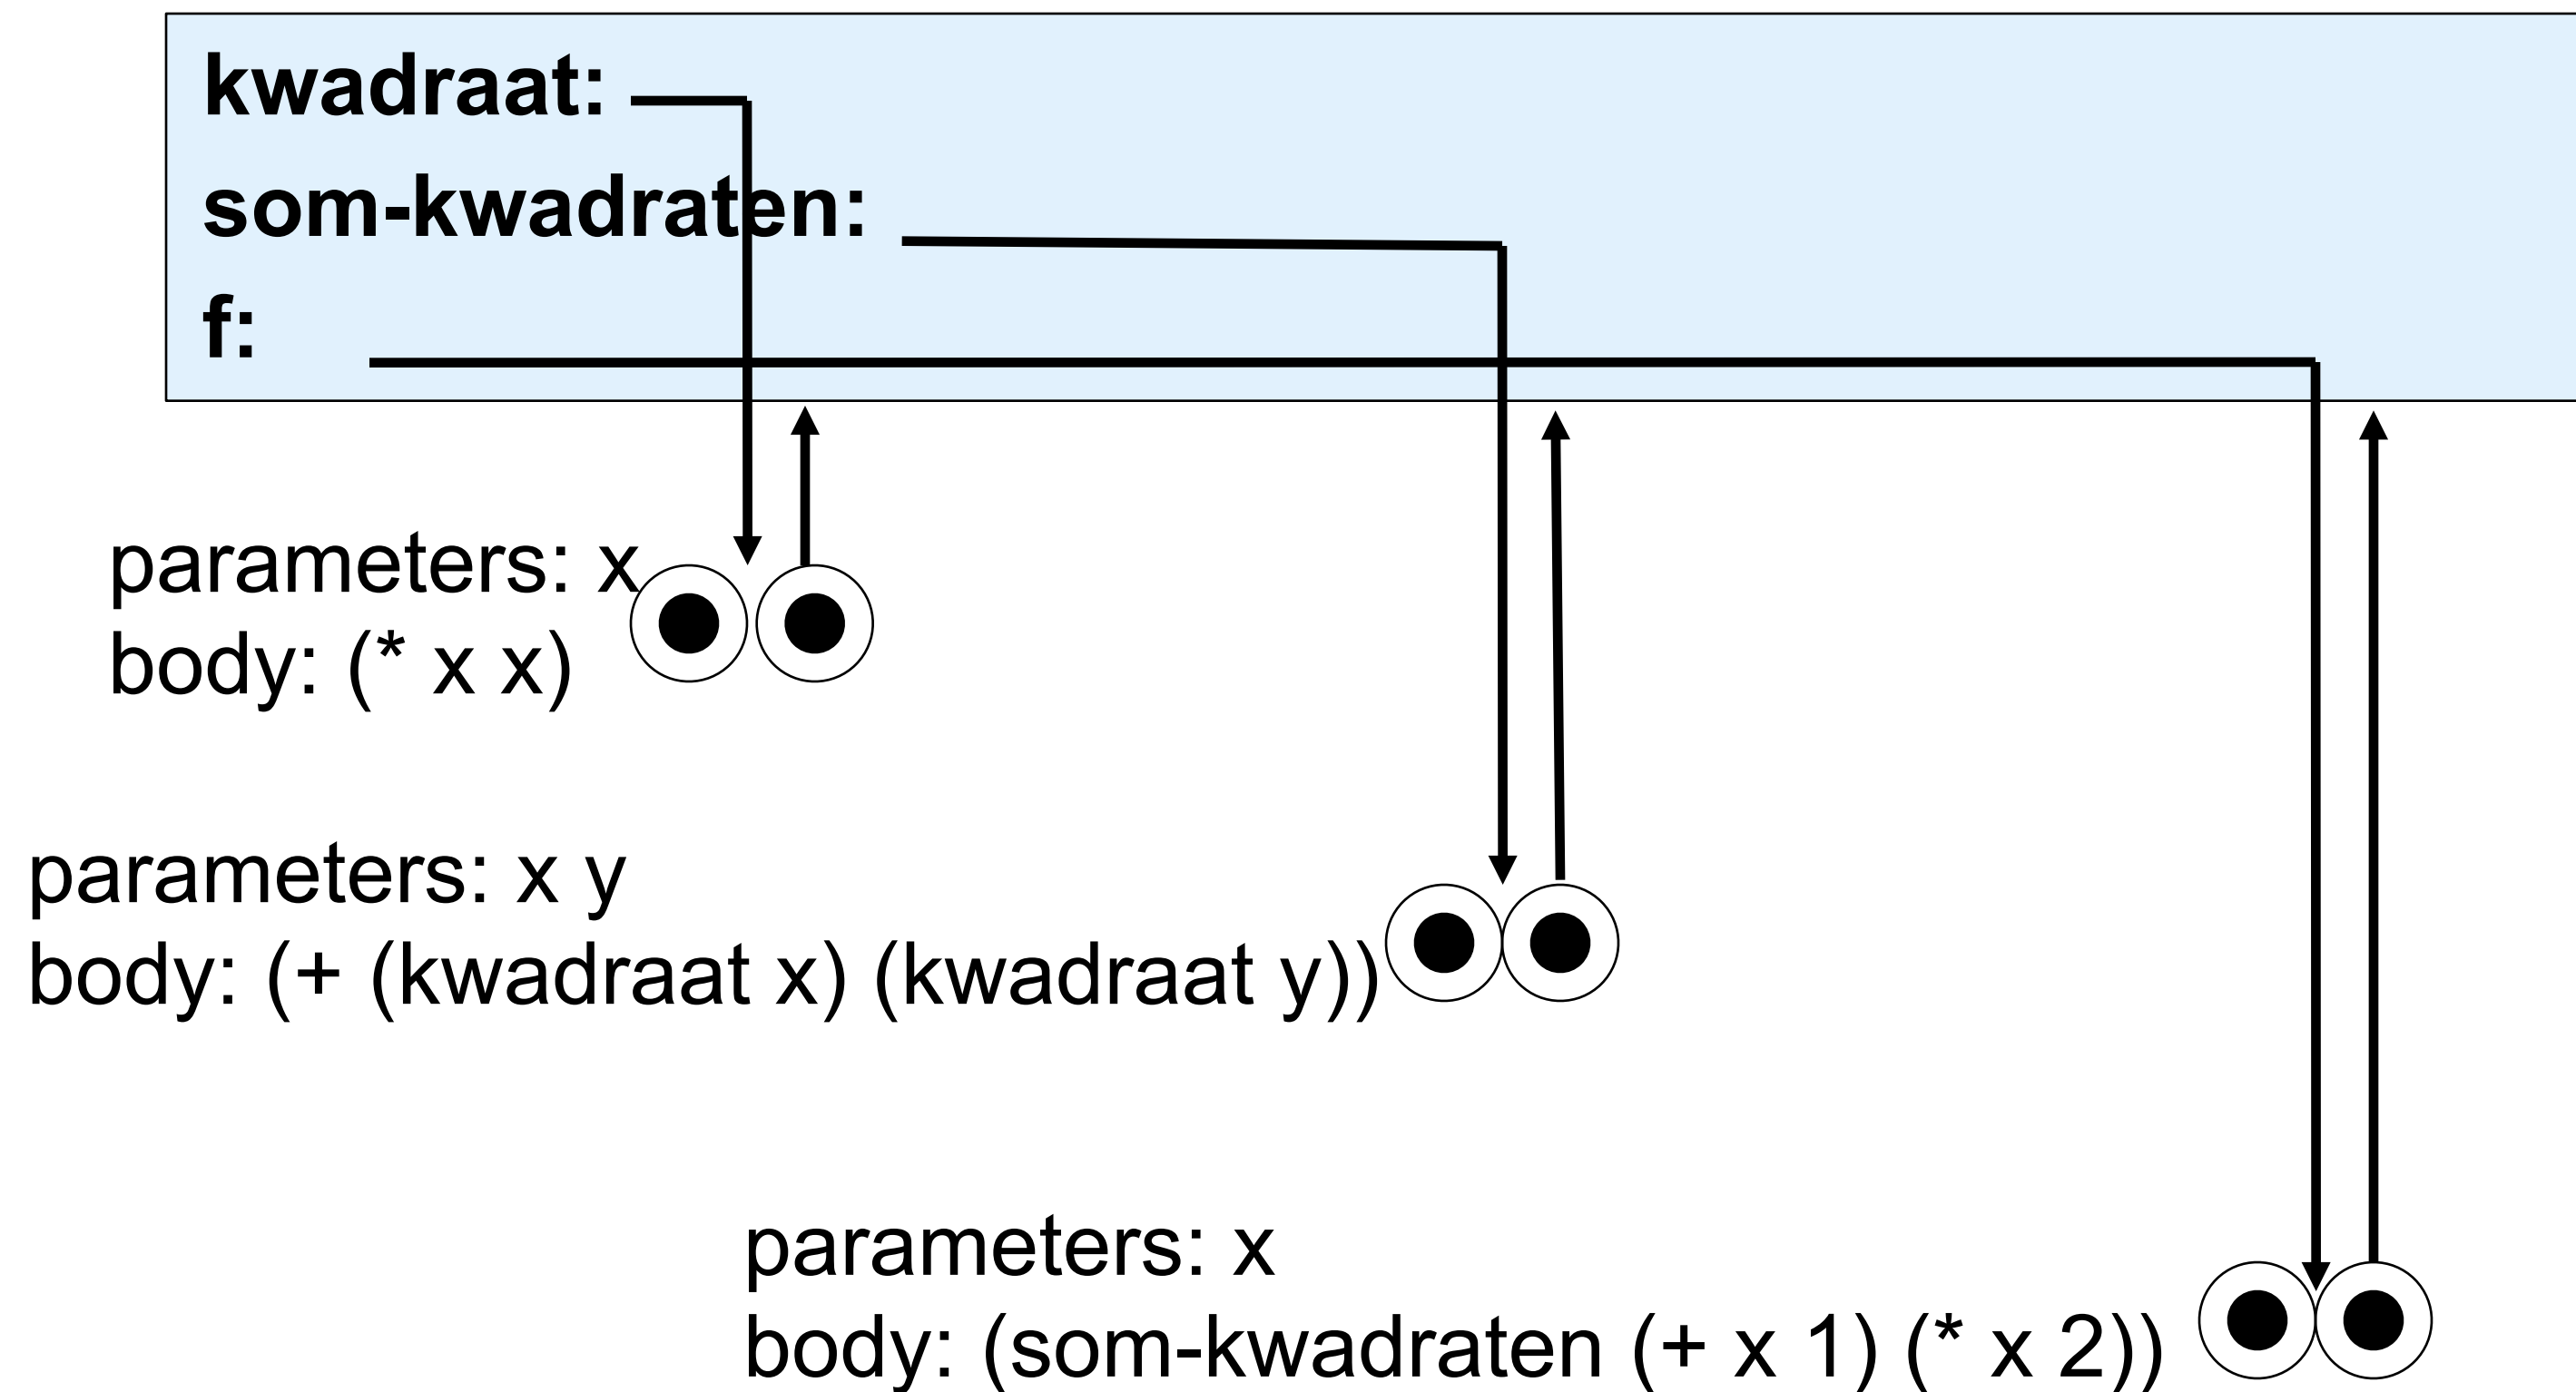 kwadraat:
som-kwadraten:
f:
parameters: x
body: (* x x)
parameters: x y
body: (+ (kwadraat x) (kwadraat y))
parameters: x
body: (som-kwadraten (+ x 1) (* x 2))